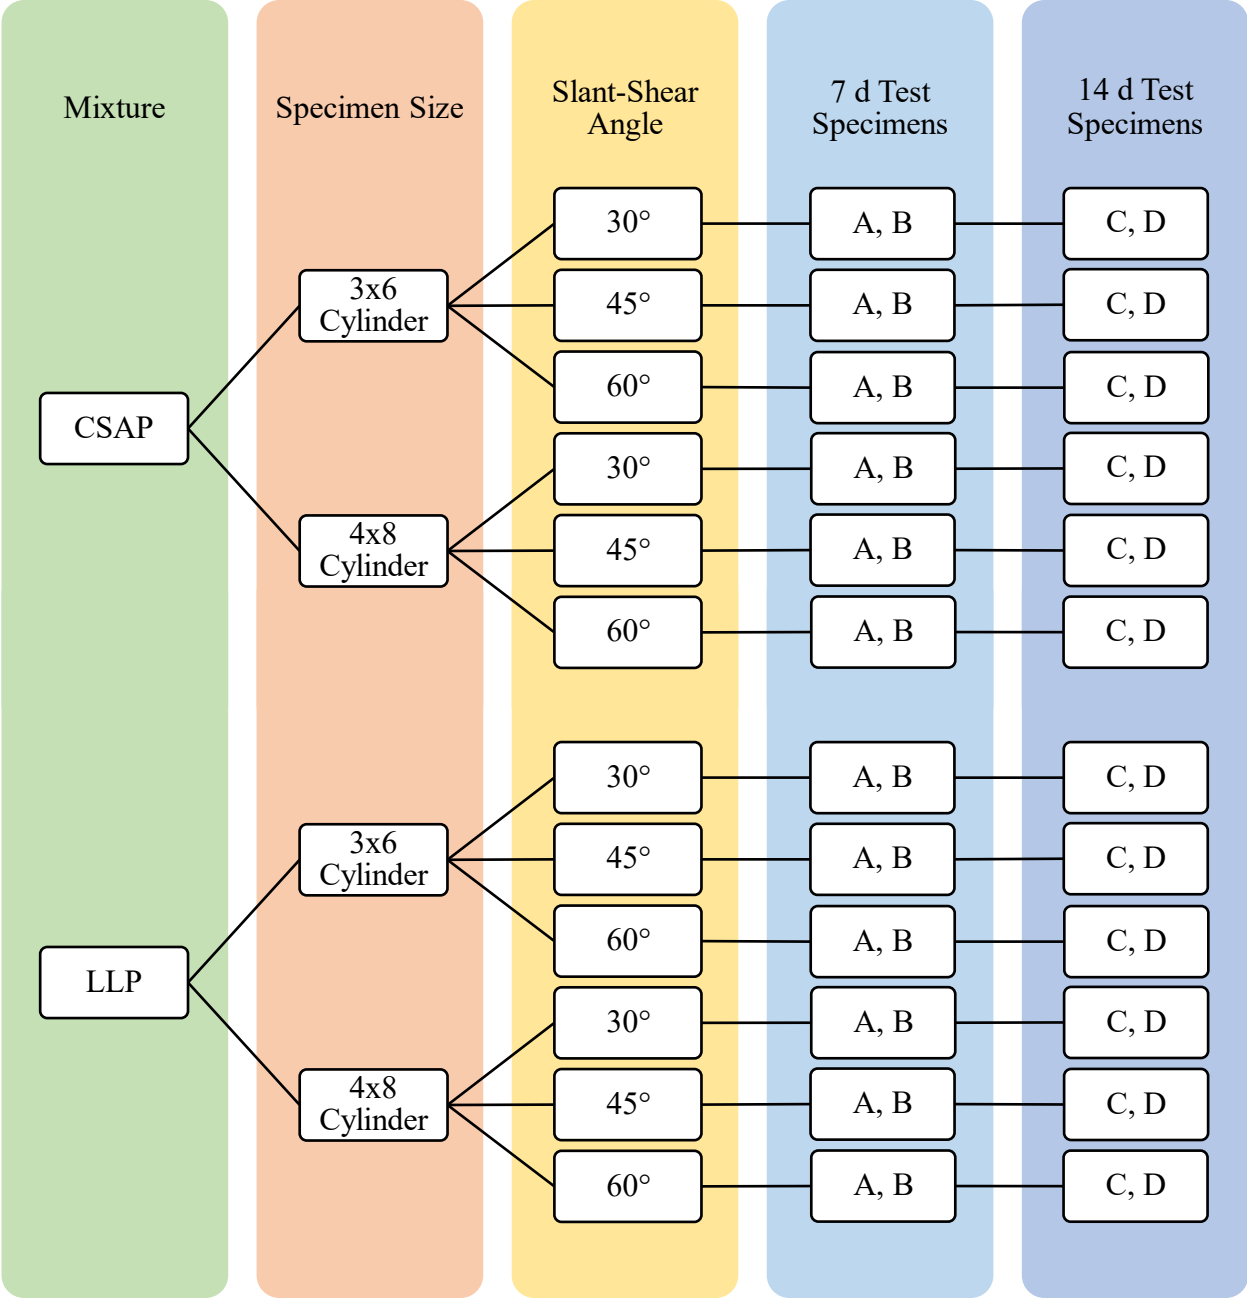 Mixture
Specimen Size
Slant-Shear
Angle
7 d Test
Specimens
14 d Test
Specimens
CSAP
3x6
Cylinder
30°
A, B
C, D
45°
A, B
C, D
60°
A, B
C, D
4x8
Cylinder
30°
A, B
C, D
45°
A, B
C, D
60°
A, B
C, D
LLP
3x6
Cylinder
30°
A, B
C, D
45°
A, B
C, D
60°
A, B
C, D
4x8
Cylinder
30°
A, B
C, D
45°
A, B
C, D
60°
A, B
C, D